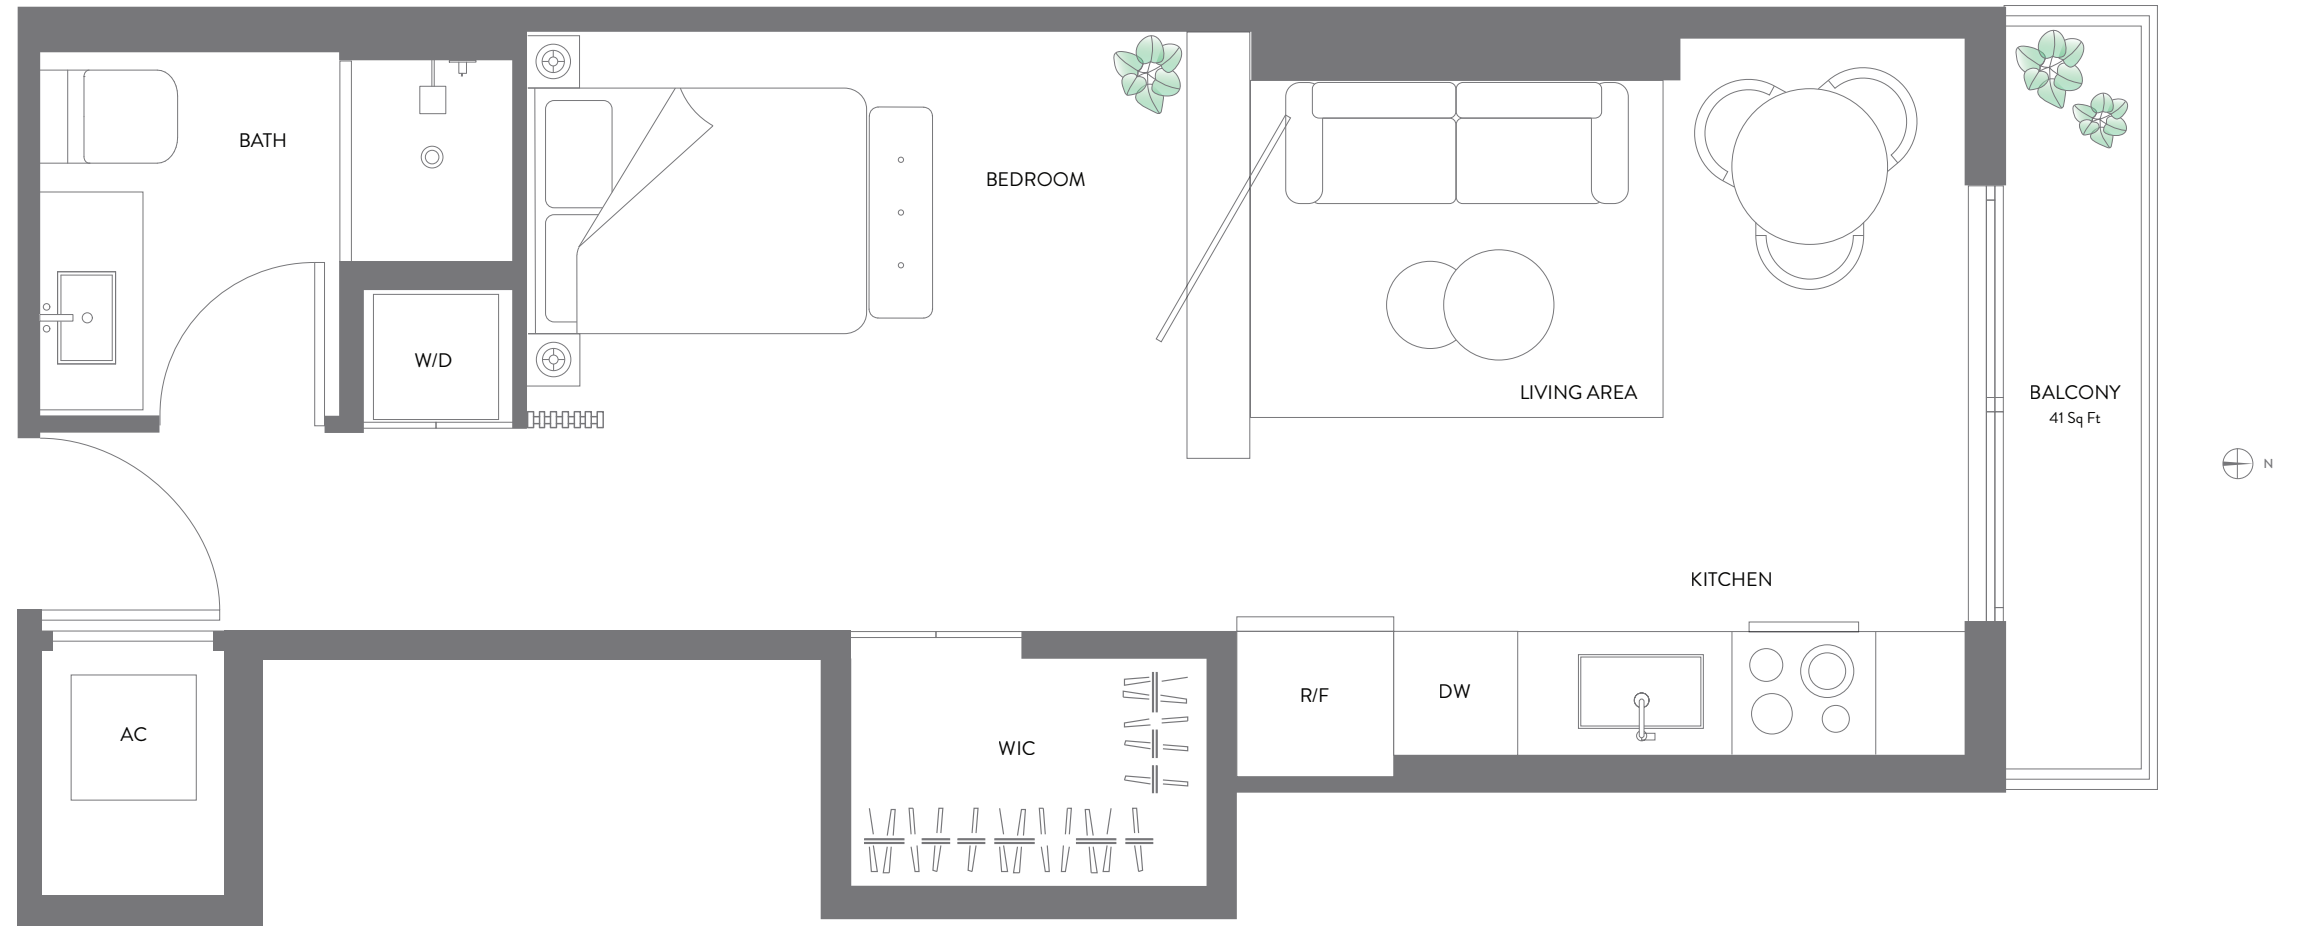 BATH
BEDROOM
W/D
LIVING AREA
BALCONY
41 Sq Ft
N
KITCHEN
R/F
DW
AC
WIC